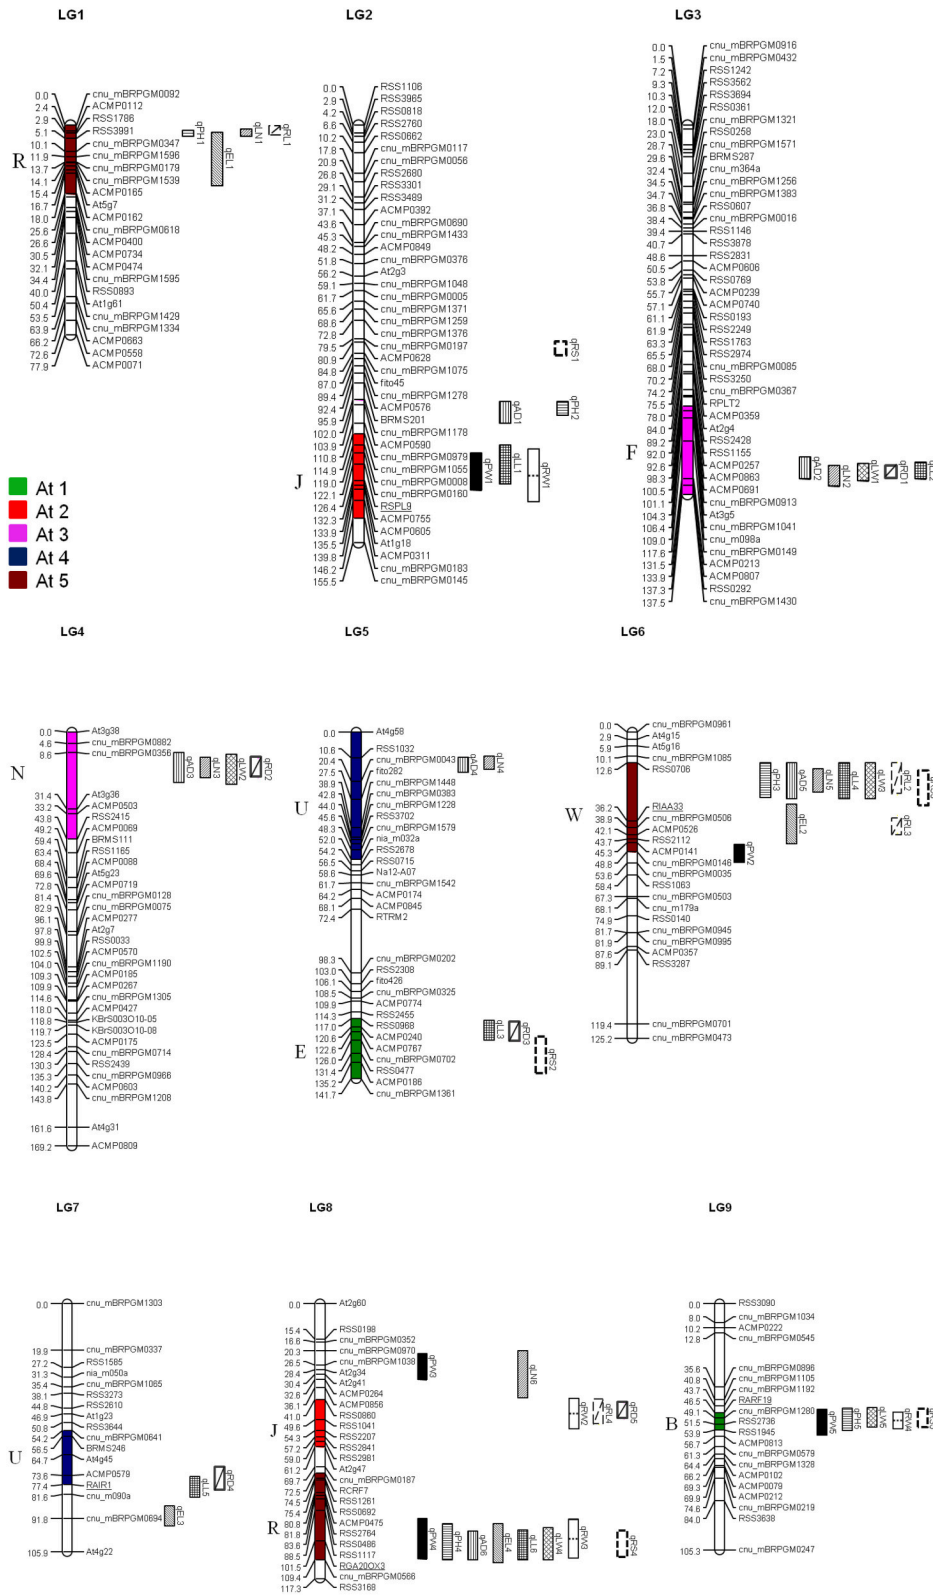 LG1
0.0 cnu_mBRPGM0092
2.4 ACMP0112
2.9 RSS1786
5.1 RSS3991
10.1 cnu_mBRPGM0347
11.9 cnu_mBRPGM1596
13.7 cnu_mBRPGM0179
14.1 cnu_mBRPGM1539
15.4 ACMP0165
16.7 At5g7
18.0 ACMP0162
25.6 cnu_mBRPGM0618
26.6 ACMP0400
30.5 ACMP0734
32.1 ACMP0474
34.4 cnu_mBRPGM1595
40.0 RSS0893
50.4 At1g61
53.5 cnu_mBRPGM1429
63.9 cnu_mBRPGM1334
66.2 ACMP0663
72.6 ACMP0558
77.9 ACMP0071
R
qPH1
qEL1
qLN1
qRL1
LG2
0.0 RSS1106
2.9 RSS3965
4.2 RSS0818
6.6 RSS2760
10.2 RSS0662
17.8 cnu_mBRPGM0117
20.9 cnu_mBRPGM0056
26.8 RSS2680
29.1 RSS3301
31.2 RSS3489
37.1 ACMP0392
43.6 cnu_mBRPGM0690
45.3 cnu_mBRPGM1433
48.2 ACMP0849
51.8 cnu_mBRPGM0376
56.2 At2g3
59.1 cnu_mBRPGM1048
61.7 cnu_mBRPGM0005
65.6 cnu_mBRPGM1371
68.6 cnu_mBRPGM1259
72.8 cnu_mBRPGM1376
79.5 cnu_mBRPGM0197
80.9 ACMP0628
84.8 cnu_mBRPGM1075
87.0 fito45
89.4 cnu_mBRPGM1278
92.4 ACMP0576
95.9 BRMS201
102.0 cnu_mBRPGM1178
103.9 ACMP0590
110.8 cnu_mBRPGM0979
114.9 cnu_mBRPGM1055
119.0 cnu_mBRPGM0008
122.1 cnu_mBRPGM0160
126.4 RSPL9
132.3 ACMP0755
133.9 ACMP0605
135.5 At1g18
139.8 ACMP0311
146.2 cnu_mBRPGM0183
155.5 cnu_mBRPGM0145
J
qRS1
qAD1
qPH2
qPW1
qLL1
qRW1
LG3
0.0 cnu_mBRPGM0916
1.5 cnu_mBRPGM0432
7.2 RSS1242
9.3 RSS3562
10.3 RSS3694
12.0 RSS0361
18.0 cnu_mBRPGM1321
23.0 RSS0258
28.7 cnu_mBRPGM1571
29.6 BRMS287
32.4 cnu_m364a
34.5 cnu_mBRPGM1256
34.7 cnu_mBRPGM1383
36.8 RSS0607
38.4 cnu_mBRPGM0016
39.4 RSS1146
40.7 RSS3878
48.6 RSS2831
50.5 ACMP0606
53.8 RSS0769
55.7 ACMP0239
57.1 ACMP0740
61.1 RSS0193
61.9 RSS2249
63.3 RSS1763
65.5 RSS2974
68.0 cnu_mBRPGM0085
70.2 RSS3250
74.2 cnu_mBRPGM0367
75.5 RPLT2
78.0 ACMP0359
84.0 At2g4
89.2 RSS2428
92.0 RSS1155
92.6 ACMP0257
98.3 ACMP0863
100.5 ACMP0691
101.1 cnu_mBRPGM0913
104.3 At3g5
106.4 cnu_mBRPGM1041
109.0 cnu_m098a
117.6 cnu_mBRPGM0149
131.5 ACMP0213
133.9 ACMP0807
137.3 RSS0292
137.5 cnu_mBRPGM1430
F
qAD2
qLN2
qLW1
qRD1
qLL2
At 1
At 2
At 3
At 4
At 5
LG4
0.0 At3g38
4.6 cnu_mBRPGM0882
8.6 cnu_mBRPGM0356
31.4 At3g36
33.2 ACMP0503
43.8 RSS2415
49.2 ACMP0069
59.4 BRMS111
63.4 RSS1165
68.4 ACMP0088
69.6 At5g23
72.8 ACMP0719
81.4 cnu_mBRPGM0128
82.9 cnu_mBRPGM0075
96.1 ACMP0277
97.8 At2g7
99.9 RSS0033
102.5 ACMP0570
104.0 cnu_mBRPGM1190
109.3 ACMP0185
109.9 ACMP0267
114.6 cnu_mBRPGM1305
118.0 ACMP0427
118.8 KBrS003O10-05
119.7 KBrS003O10-08
123.5 ACMP0175
128.4 cnu_mBRPGM0714
130.3 RSS2439
135.3 cnu_mBRPGM0966
140.2 ACMP0603
143.8 cnu_mBRPGM1208
161.6 At4g31
169.2 ACMP0809
N
qAD3
qLN3
qLW2
qRD2
LG5
0.0 At4g58
10.6 RSS1032
20.4 cnu_mBRPGM0043
27.5 fito282
38.9 cnu_mBRPGM1448
42.8 cnu_mBRPGM0383
44.0 cnu_mBRPGM1228
45.6 RSS3702
48.3 cnu_mBRPGM1579
52.0 nia_m032a
54.2 RSS2678
56.5 RSS0715
58.6 Na12-A07
61.7 cnu_mBRPGM1542
64.2 ACMP0174
68.1 ACMP0845
72.4 RTRM2
98.3 cnu_mBRPGM0202
103.0 RSS2308
106.1 fito426
108.5 cnu_mBRPGM0325
109.9 ACMP0774
114.3 RSS2455
117.0 RSS0968
120.6 ACMP0240
122.6 ACMP0767
126.0 cnu_mBRPGM0702
131.4 RSS0477
135.2 ACMP0186
141.7 cnu_mBRPGM1361
U
E
qAD4
qLN4
qLL3
qRD3
qRS2
LG6
0.0 cnu_mBRPGM0961
2.9 At4g15
5.9 At5g16
10.1 cnu_mBRPGM1085
12.6 RSS0706
36.2 RIAA33
38.9 cnu_mBRPGM0506
42.1 ACMP0526
43.7 RSS2112
45.3 ACMP0141
48.8 cnu_mBRPGM0146
53.6 cnu_mBRPGM0035
58.4 RSS1063
67.3 cnu_mBRPGM0503
68.1 cnu_m179a
74.9 RSS0140
81.7 cnu_mBRPGM0945
81.9 cnu_mBRPGM0995
87.6 ACMP0357
89.1 RSS3287
119.4 cnu_mBRPGM0701
125.2 cnu_mBRPGM0473
W
qPH3
qAD5
qLN5
qLL4
qLW3
qRL2
qEL2
qRL3
qPW2
LG7
0.0 cnu_mBRPGM1303
19.9 cnu_mBRPGM0337
27.2 RSS1585
31.3 nia_m050a
35.4 cnu_mBRPGM1065
38.1 RSS3273
44.8 cnu_mBRPGM2610
46.9 At1g23
50.8 RSS3644
54.2 cnu_mBRPGM0641
56.5 BRMS246
64.7 At4g45
73.6 ACMP0579
77.4 RAIR1
81.6 cnu_m090a
91.8 cnu_mBRPGM0694
105.9 At4g22
U
qRD4
qLL5
qEL3
LG8
0.0 At2g60
15.4 RSS0198
16.6 cnu_mBRPGM0352
20.3 cnu_mBRPGM0970
26.5 cnu_mBRPGM1038
28.4 At2g34
30.4 At2g41
32.6 ACMP0264
36.1 ACMP0856
41.0 RSS0860
49.6 RSS1041
54.3 RSS2207
57.2 RSS2841
59.0 RSS2981
61.2 At2g47
69.7 cnu_mBRPGM0187
72.5 RCRF7
74.5 RSS1261
75.4 RSS0692
80.8 ACMP0475
81.8 RSS2764
83.6 RSS0486
88.5 RSS1117
101.5 RGA20OX3
109.4 cnu_mBRPGM0566
117.3 RSS3168
J
R
qPW3
qLN6
qRW2
qRL4
qRD5
qPW4
qPH4
qAD6
qEL4
qLL6
qLW4
qRW3
qRS4
LG9
0.0 RSS3090
8.0 cnu_mBRPGM1034
10.2 ACMP0222
12.8 cnu_mBRPGM0545
35.6 cnu_mBRPGM0896
40.8 cnu_mBRPGM1105
43.7 cnu_mBRPGM1192
46.5 RARF19
49.1 cnu_mBRPGM1280
51.5 RSS2736
53.9 RSS1945
56.7 ACMP0813
61.3 cnu_mBRPGM0579
64.4 cnu_mBRPGM1328
66.2 ACMP0102
69.3 ACMP0079
69.9 ACMP0212
74.6 cnu_mBRPGM0219
84.0 RSS3638
105.3 cnu_mBRPGM0247
B
qPW5
qPH5
qLW5
qRW4